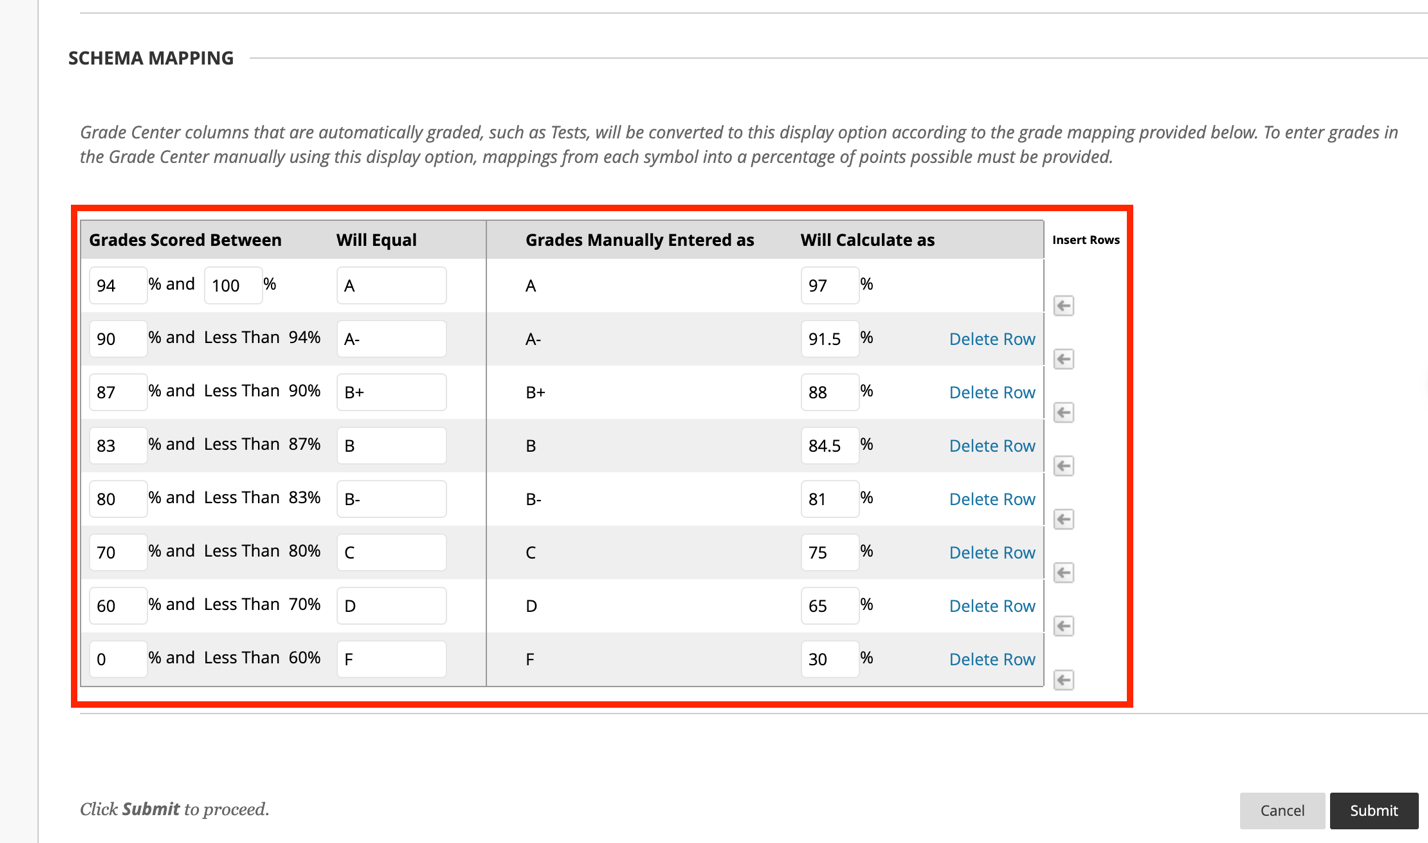 SCHEMA MAPPING
Grade Center columns that are automatically graded, such as Tests, will be converted to this display option according to the grade mapping provided below. To enter grades in
the Grade Center manually using this display option, mappings from each symbol into a percentage of points possible must be provided.
Grades Scored Between Will Equal Grades Manually Entered as Will Calculate as Insert Rows
94 % and 100 % A A 97 %
90 % and Less Than 94% A- A- 91.5 % Delete Row
87 % and Less Than 90% B+ B+ 88 % Delete Row
83 % and Less Than 87% B B 84.5 % Delete Row
80 % and Less Than 83% B- B- 81 % Delete Row
70 % and Less Than 80% C C 75 % Delete Row
60 % and Less Than 70% D D 65 % Delete Row
0 % and Less Than 60% F F 30 % Delete Row
Click Submit to proceed.
Cancel Submit